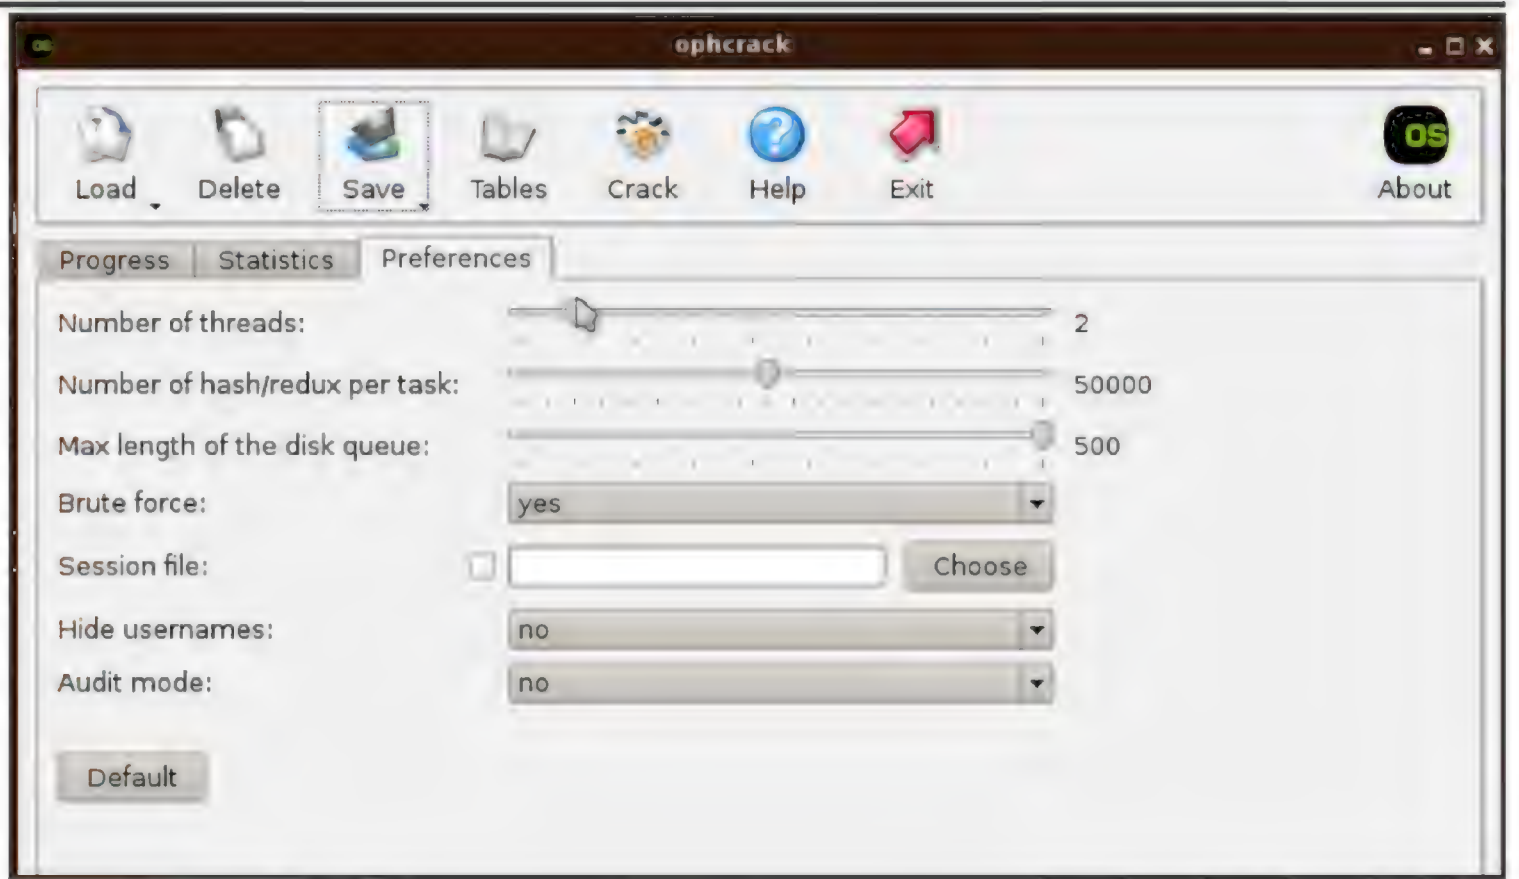 OS ophcrack
Load Delete Save Tables Crack Help Exit OS About
Progress Statistics Preferences
Number of threads: 2
Number of hash/redux per task: 50000
Max length of the disk queue: 500
Brute force: yes
Session file: Choose
Hide usernames: no
Audit mode: no
Default